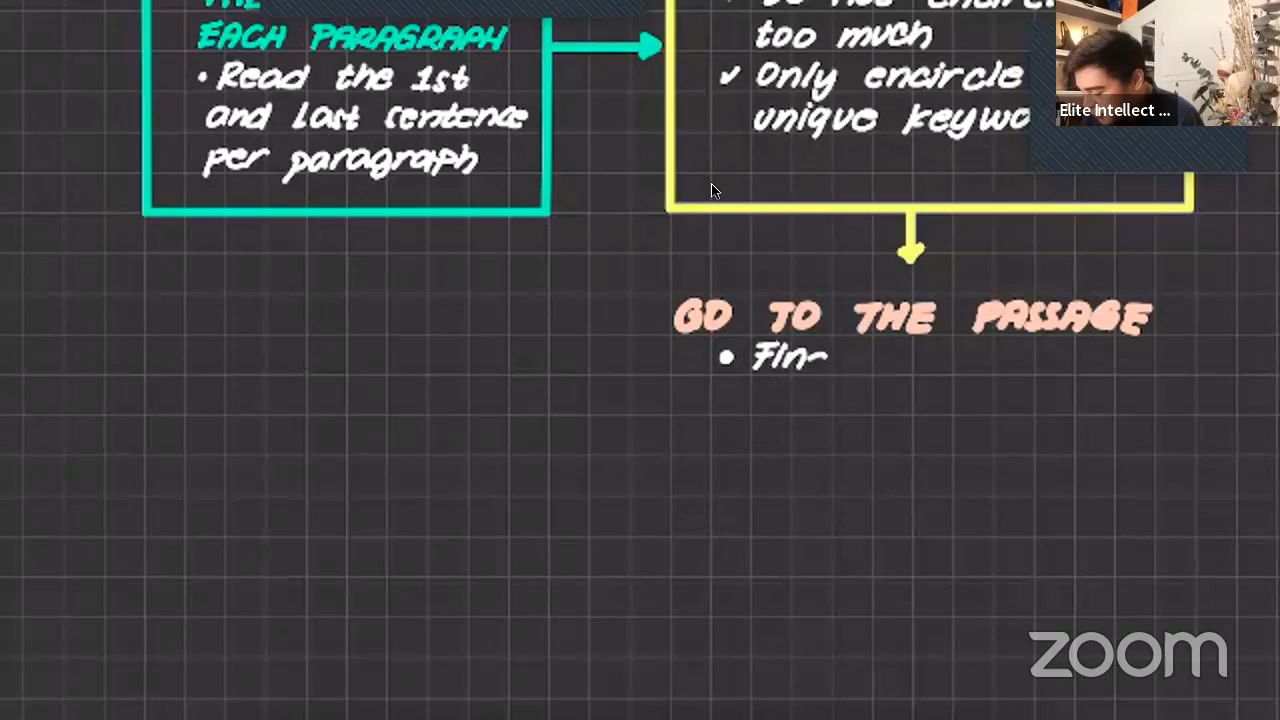 EACH PARAGRAPH
• Read the 1st
and last sentence
per paragraph
too much
✓ Only encircle
unique
GO TO THE PASSAGE
• Fin
Elite Intellect ...
zoom